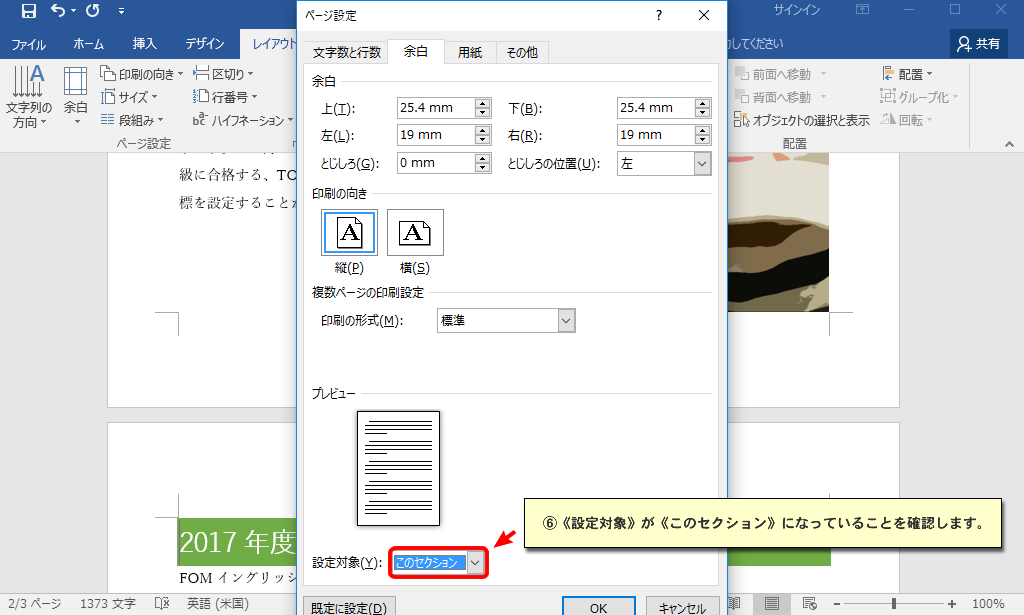 ページ設定
?
サインイン
ファイル ホーム 挿入 デザイン レイアウト
力してください
共有
文字列の
方向
余白
印刷の向き
サイズ
段組み
区切り
行番号
ハイフネーション
ページ設定
文字数と行数 余白 用紙 その他
余白
上(T): 25.4 mm 下(B): 25.4 mm
左(L): 19 mm 右(R): 19 mm
とじしろ(G): 0 mm とじしろの位置(U): 左
印刷の向き
A A
縦(P) 横(S)
複数ページの印刷設定
印刷の形式(M): 標準
プレビュー
設定対象(Y): このセクション
既定に設定(D) OK キャンセル
前面へ移動
背面へ移動
オブジェクトの選択と表示
配置
グループ化
回転
配置
級に合格する、TO
標を設定することが
⑥《設定対象》が《このセクション》になっていることを確認します。
2017 年度
FOM イングリッシ
2/3 ページ 1373 文字 英語 (米国) 100%